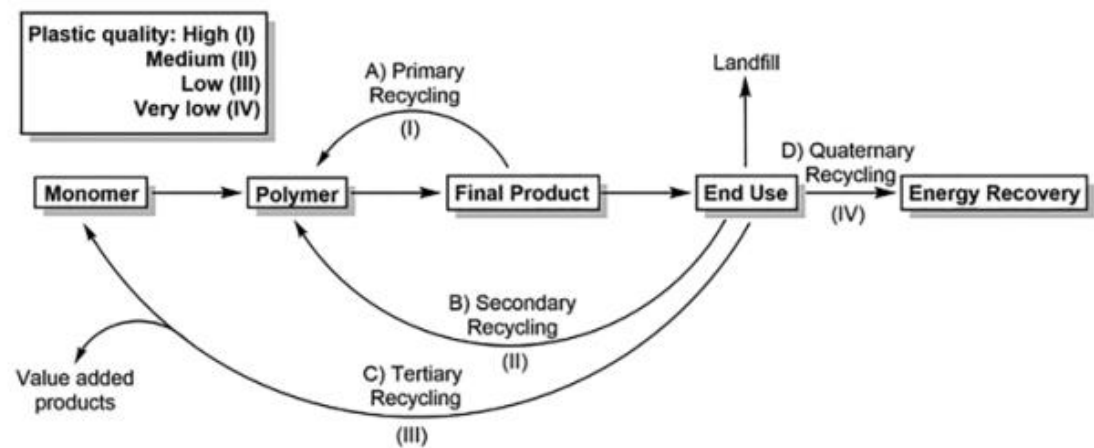 Plastic quality: High (I)
Medium (II)
Low (III)
Very low (IV)
A) Primary
Recycling
(I)
Landfill
D) Quaternary
Recycling
(IV)
Monomer
Polymer
Final Product
End Use
Energy Recovery
B) Secondary
Recycling
(II)
Value added
products
C) Tertiary
Recycling
(III)